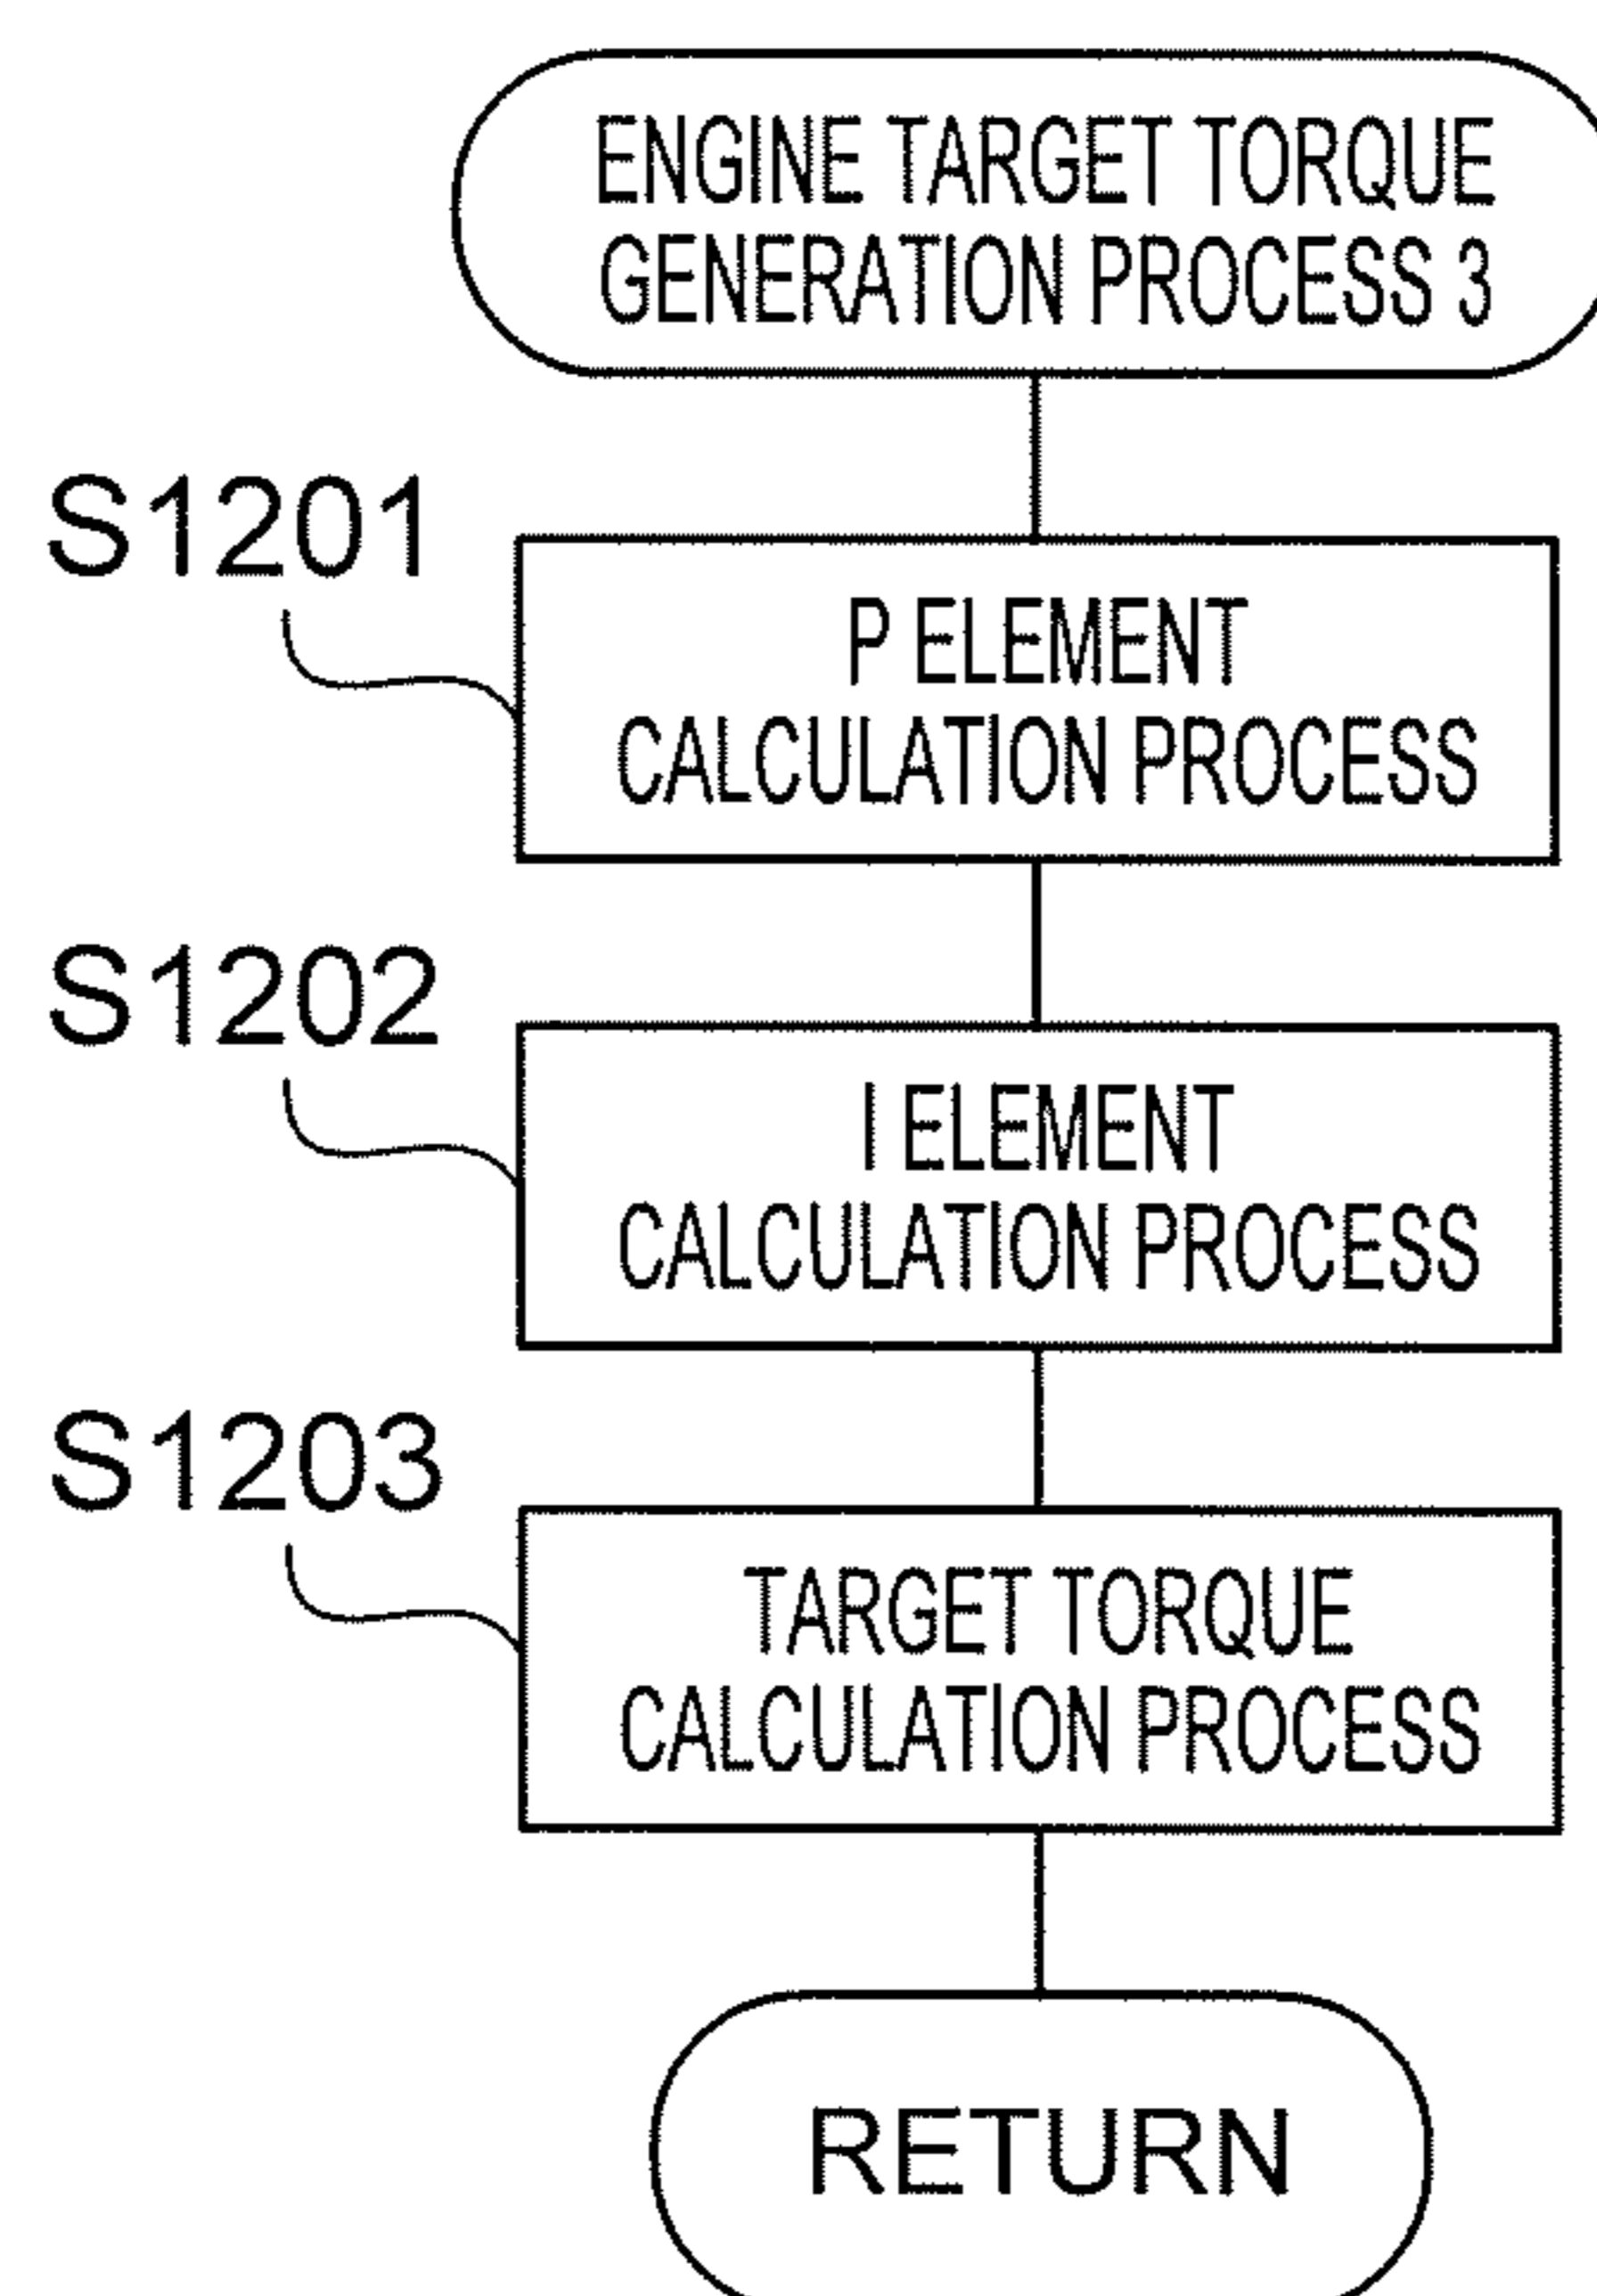 ENGINE TARGET TORQUE
GENERATION PROCESS 3
S1201
P ELEMENT
CALCULATION PROCESS
S1202
I ELEMENT
CALCULATION PROCESS
S1203
TARGET TORQUE
CALCULATION PROCESS
RETURN